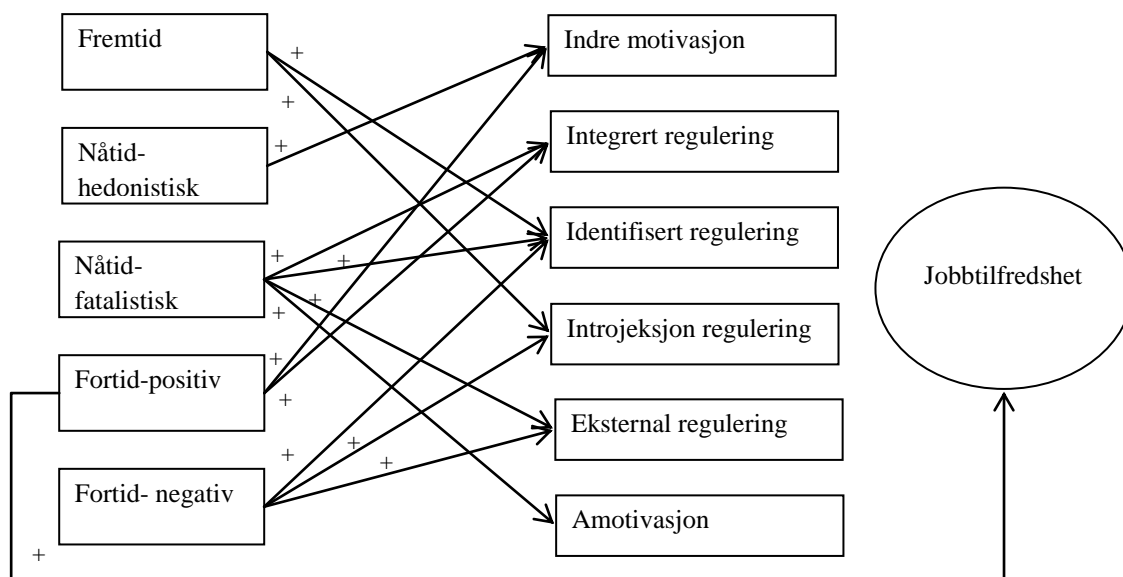 Fremtid
Nåtid-
hedonistisk
Nåtid-
fatalistisk
Fortid-positiv
Fortid- negativ
+
+
+
+
+
+
+
+
+
+
+
+
+
Indre motivasjon
Integrert regulering
Identifisert regulering
Introjeksjon regulering
Eksternal regulering
Amotivasjon
Jobbtilfredshet